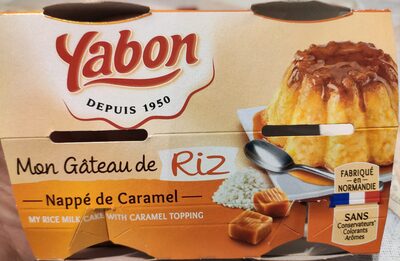 Yabon
DEPUIS 1950
Mon Gâteau de Riz
Nappé de Caramel
MY RICE MILK CAKE WITH CARAMEL TOPPING
FABRIQUÉ
en
NORMANDIE
SANS
Conservateurs*
Colorants
Arômes